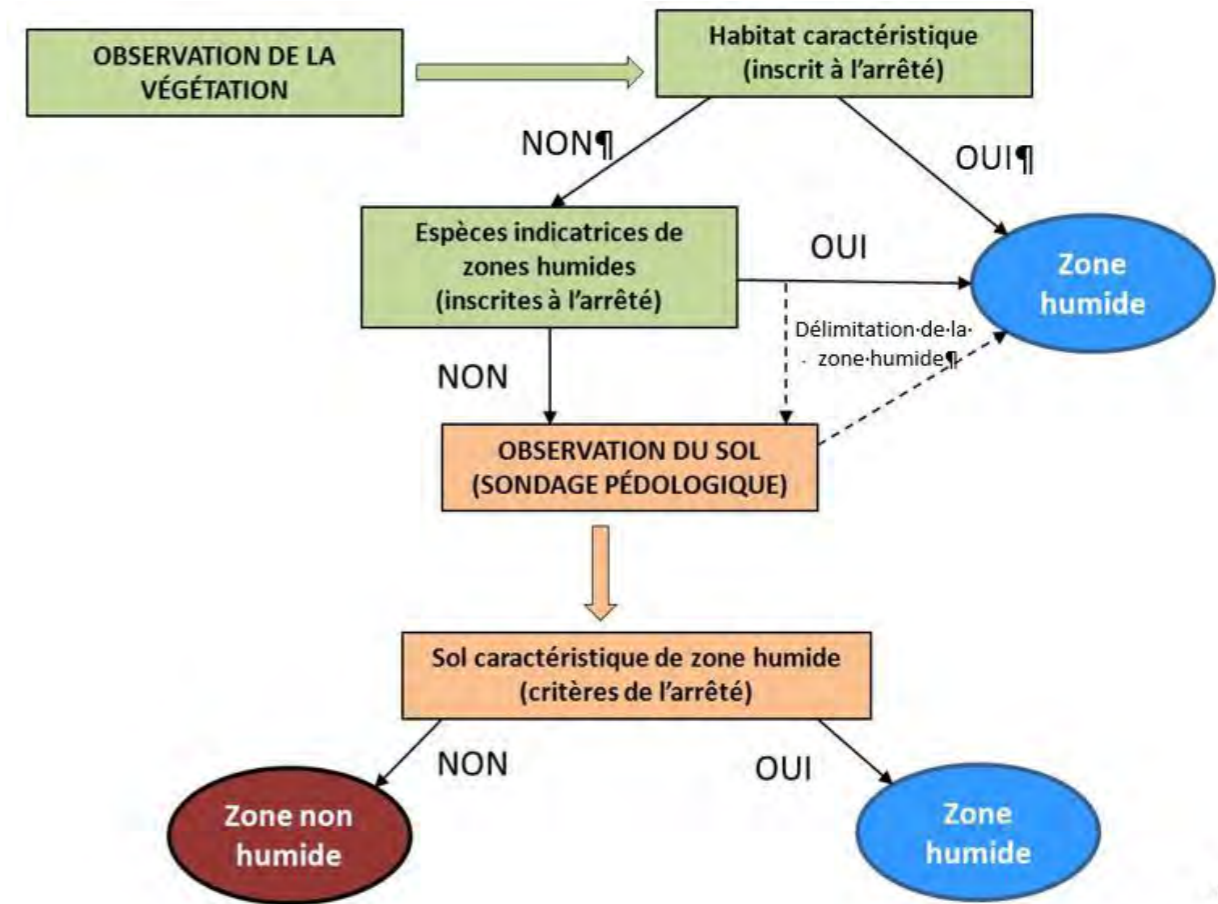 OBSERVATION DE LA
VÉGÉTATION
Habitat caractéristique
(inscrit à l'arrêté)
NON¶
OUI¶
Espèces indicatrices de
zones humides
(inscrites à l'arrêté)
OUI
Zone
humide
Délimitation·de·la·
· zone·humide¶
NON
OBSERVATION DU SOL
(SONDAGE PÉDOLOGIQUE)
Sol caractéristique de zone humide
(critères de l'arrêté)
NON
OUI
Zone non
humide
Zone
humide